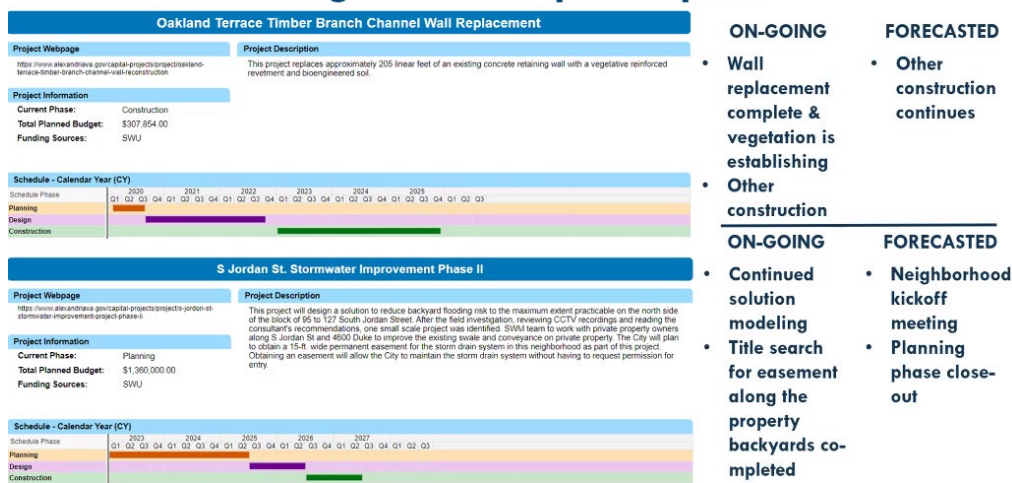 Oakland Terrace Timber Branch Channel Wall Replacement
Project Webpage
https://www.alexandriava.gov/capital-projects/project/oakland-
terrace-timber-branch-channel-wall-reconstruction
Project Description
This project replaces approximately 205 linear feet of an existing concrete retaining wall with a vegetative reinforced
revetment and bioengineered soil.
Project Information
Current Phase: Construction
Total Planned Budget: $307,854.00
Funding Sources: SWU
Schedule - Calendar Year (CY)
Schedule Phase
2020 2021 2022 2023 2024 2025
Q1 Q2 Q3 Q4 Q1 Q2 Q3 Q4 Q1 Q2 Q3 Q4 Q1 Q2 Q3 Q4 Q1 Q2 Q3 Q4 Q1 Q2 Q3 Q4 Q1 Q2 Q3
Planning
Design
Construction
ON-GOING
• Wall
replacement
complete &
vegetation is
establishing
• Other
construction
FORECASTED
• Other
construction
continues
S Jordan St. Stormwater Improvement Phase II
Project Webpage
https://www.alexandriava.gov/capital-projects/project/s-jordan-st-
stormwater-improvement-project-phase-ii
Project Description
This project will design a solution to reduce backyard flooding risk to the maximum extent practicable on the north side
of the block of 95 to 127 South Jordan Street. After the field investigation, reviewing CCTV recordings and reading the
consultant's recommendations, one small scale project was identified. SWM team to work with private property owners
along S Jordan St and 4600 Duke to improve the existing swale and conveyance on private property. The City will plan
to obtain a 15-ft. wide permanent easement for the storm drain system in this neighborhood as part of this project.
Obtaining an easement will allow the City to maintain the storm drain system without having to request permission for
entry.
Project Information
Current Phase: Planning
Total Planned Budget: $1,360,000.00
Funding Sources: SWU
Schedule - Calendar Year (CY)
Schedule Phase
2023 2024 2025 2026 2027
Q1 Q2 Q3 Q4 Q1 Q2 Q3 Q4 Q1 Q2 Q3 Q4 Q1 Q2 Q3 Q4 Q1 Q2 Q3 Q4 Q1 Q2 Q3
Planning
Design
Construction
ON-GOING
• Continued
solution
modeling
• Title search
for easement
along the
property
backyards co-
mpleted
FORECASTED
• Neighborhood
kickoff
meeting
• Planning
phase close-
out